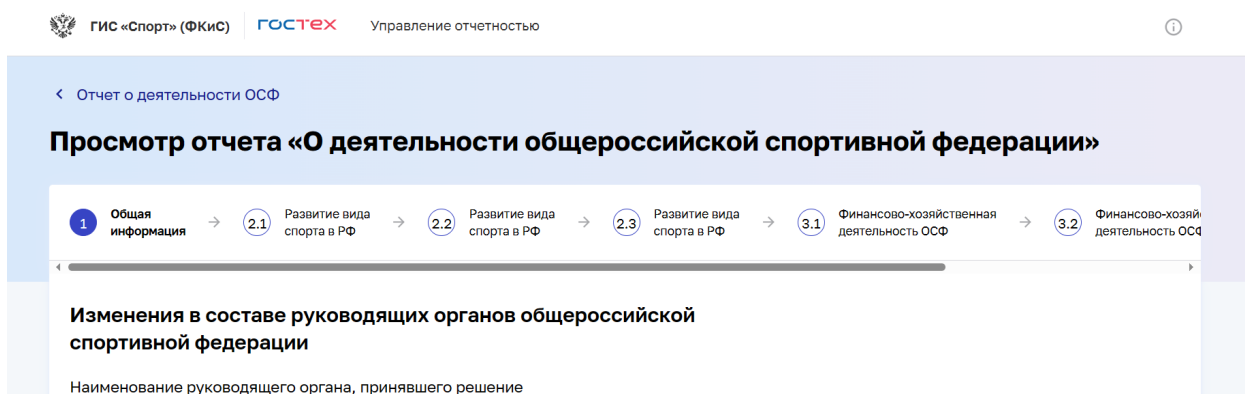 ГИС «Спорт» (ФКиС) ГОСТЕХ Управление отчетностью
Отчет о деятельности ОСФ
Просмотр отчета «О деятельности общероссийской спортивной федерации»
1 Общая информация
2.1 Развитие вида спорта в РФ
2.2 Развитие вида спорта в РФ
2.3 Развитие вида спорта в РФ
3.1 Финансово-хозяйственная деятельность ОСФ
3.2 деятельность ОСФ
Изменения в составе руководящих органов общероссийской
спортивной федерации
Наименование руководящего органа, принявшего решение